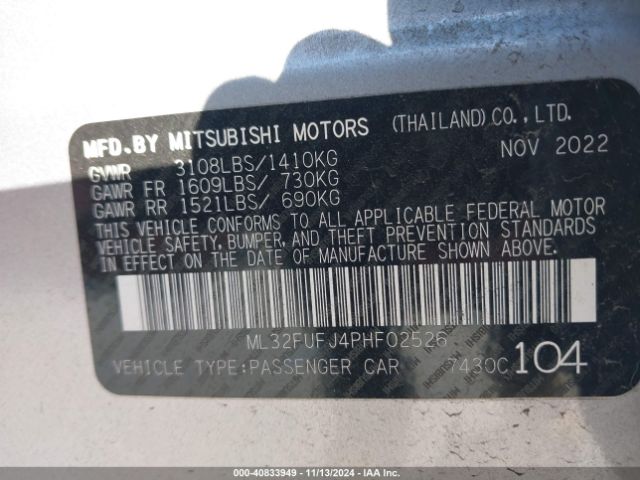 MFD.BY MITSUBISHI MOTORS (THAILAND)CO.,LTD.
GVWR 3108LBS/1410KG NOV 2022
GAWR FR 1609LBS/ 730KG
GAWR RR 1521LBS/ 690KG
THIS VEHICLE CONFORMS TO ALL APPLICABLE FEDERAL MOTOR
VEHICLE SAFETY, BUMPER, AND THEFT PREVENTION STANDARDS
IN EFFECT ON THE DATE OF MANUFACTURE SHOWN ABOVE.
ML32FUFJ4PHF02526
VEHICLE TYPE:PASSENGER CAR 7430C 104
000-40833949 - 11/13/2024 - IAAI.com